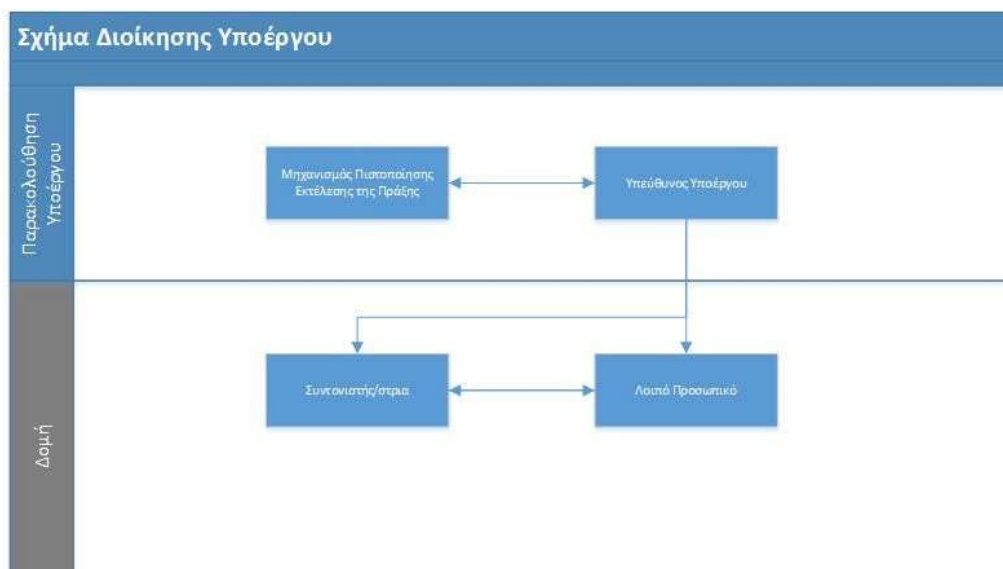 Σχήμα Διοίκησης Υποέργου
Παρακολούθηση
Υποέργου
Μηχανισμός Πιστοποίησης
Εκτέλεσης της Πράξης
Υπεύθυνος Υποέργου
Δομή
Συντονιστής/στρια
Λοιπό Προσωπικό